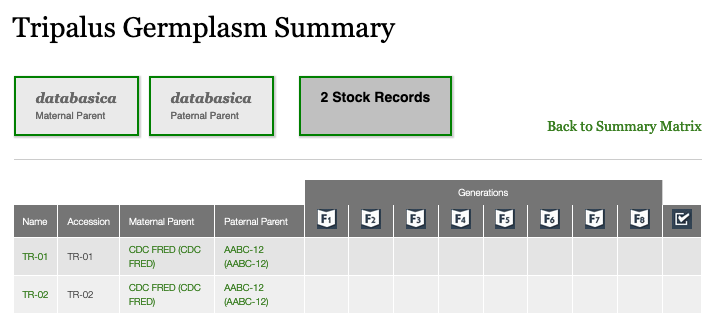 Tripalus Germplasm Summary
databasica
Maternal Parent
databasica
Paternal Parent
2 Stock Records
Back to Summary Matrix
Generations
Name Accession Maternal Parent Paternal Parent F1 F2 F3 F4 F5 F6 F7 F8
TR-01 TR-01 CDC FRED (CDC AABC-12
FRED) (AABC-12)
TR-02 TR-02 CDC FRED (CDC AABC-12
FRED) (AABC-12)